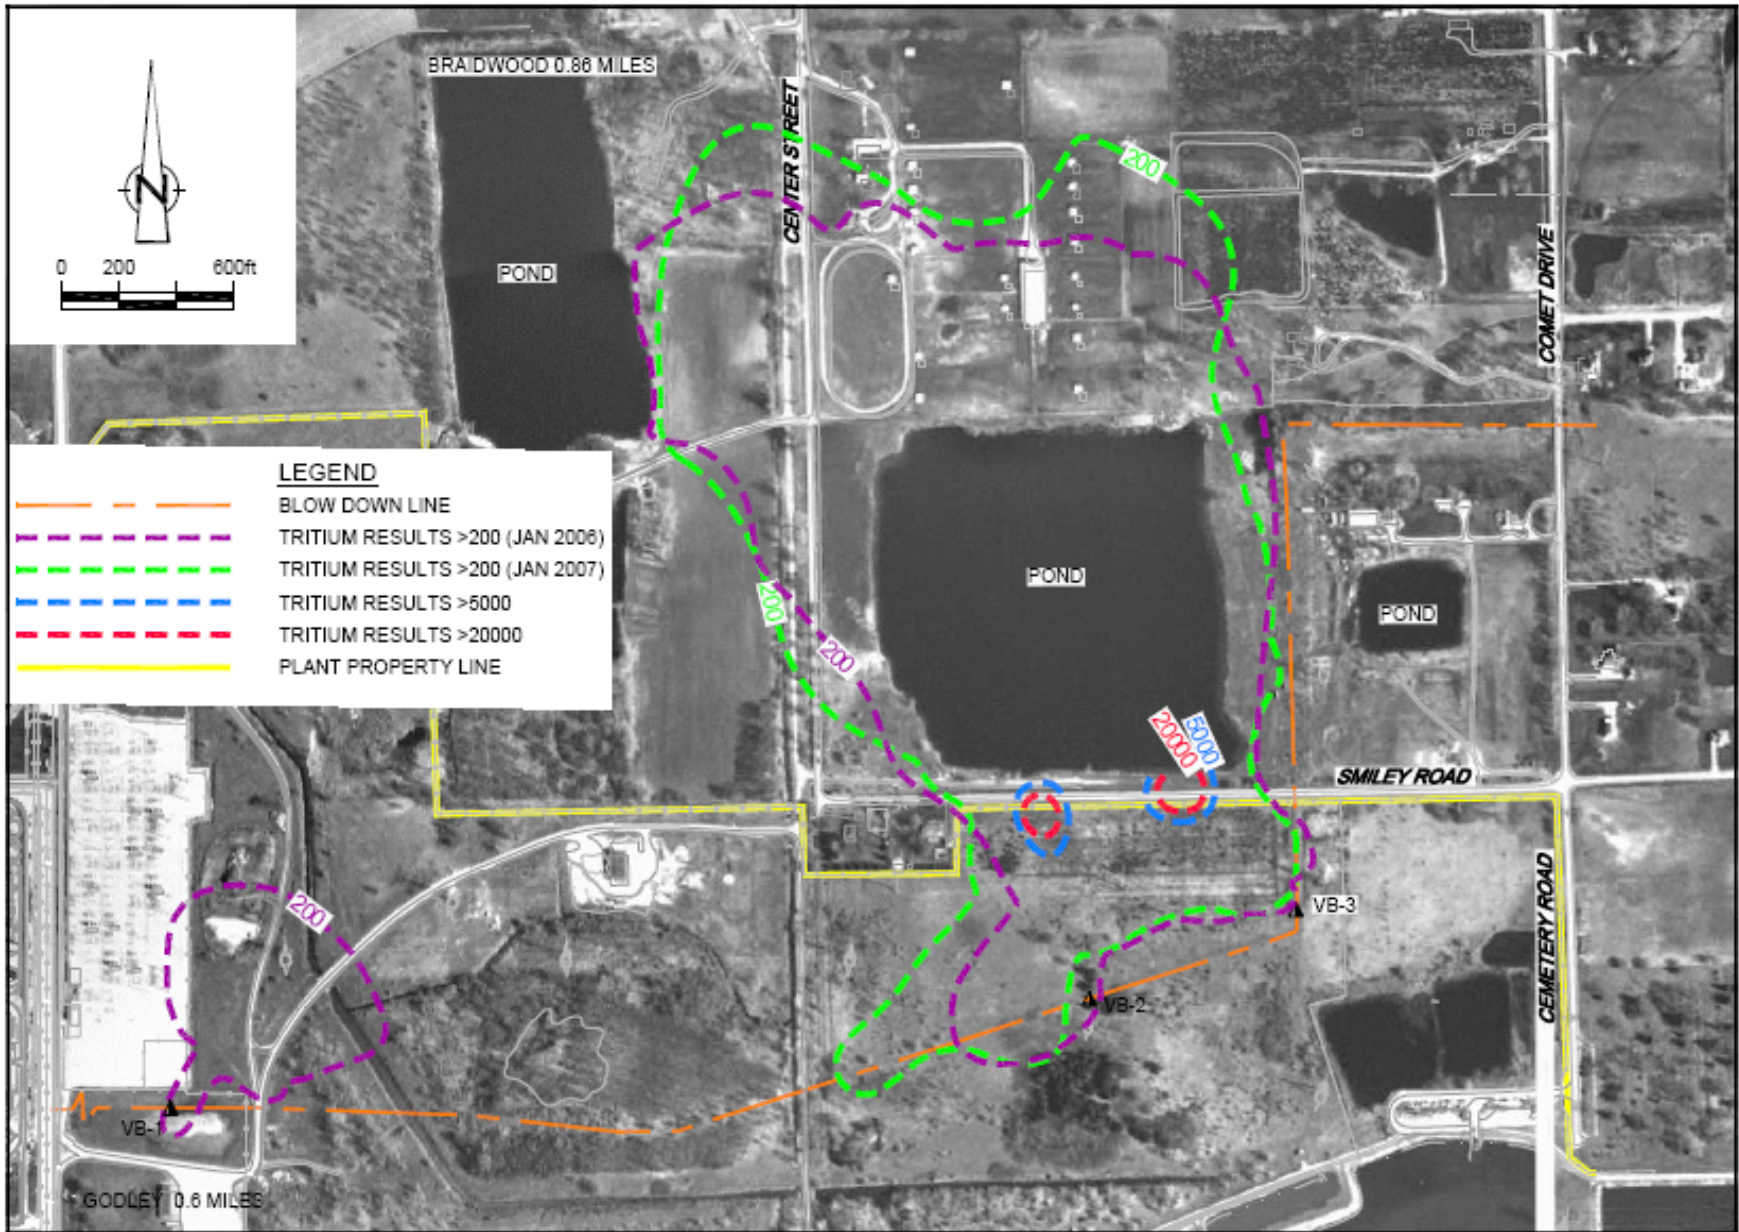 BRAIDWOOD 0.86 MILES
N
0 200 600ft
CENTER STREET
200
POND
COMET DRIVE
LEGEND
BLOW DOWN LINE
TRITIUM RESULTS >200 (JAN 2006)
TRITIUM RESULTS >200 (JAN 2007)
TRITIUM RESULTS >5000
TRITIUM RESULTS >20000
PLANT PROPERTY LINE
POND
200
POND
200
20000
5000
SMILEY ROAD
200
VB-3
CEMETERY ROAD
VB-2
VB-1
GODLEY 0.6 MILES